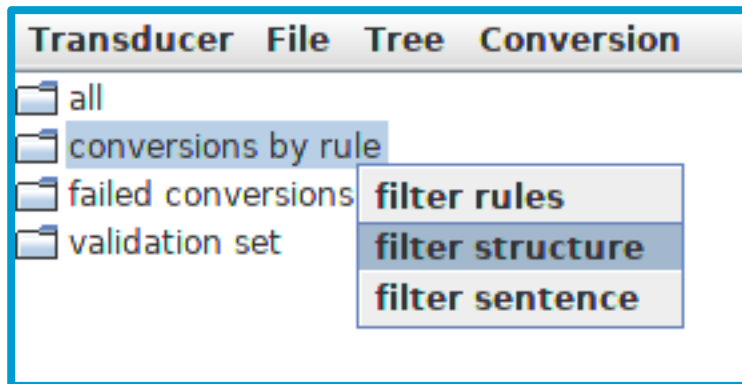 Transducer File Tree Conversion
all
conversions by rule
failed conversions
filter rules
validation set
filter structure
filter sentence